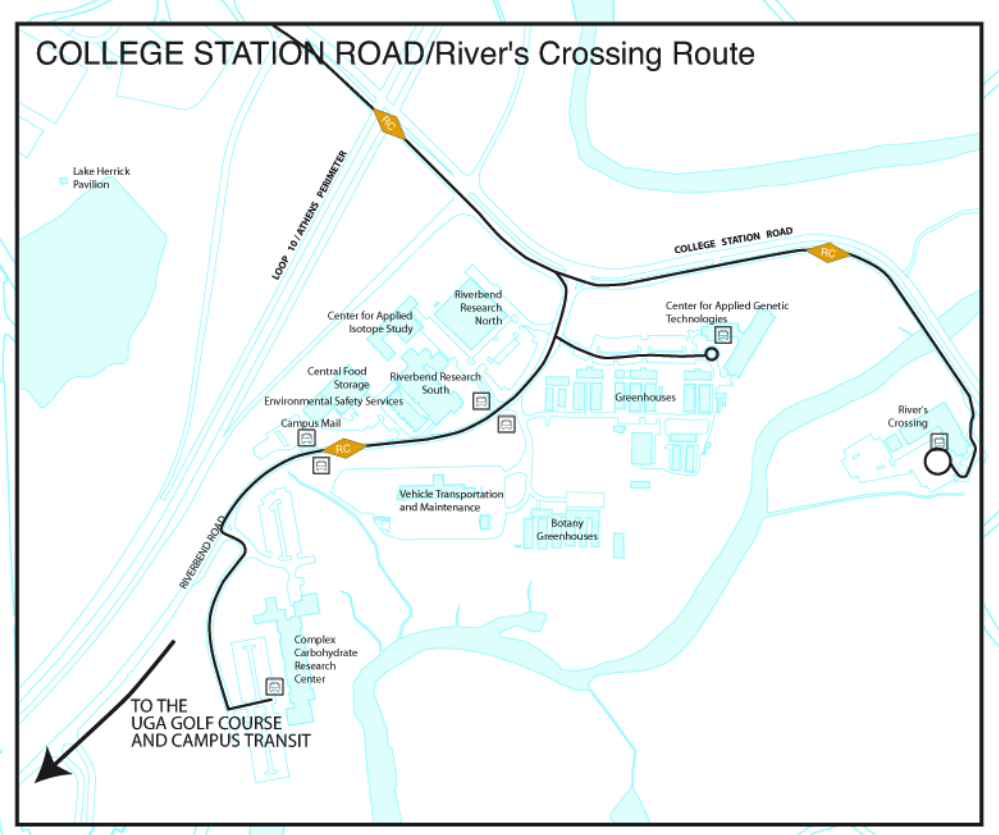 COLLEGE STATION ROAD/River's Crossing Route
RC
Lake Herrick
Pavilion
LOOP 10 / ATHENS PERIMETER
COLLEGE STATION ROAD
RC
Riverbend
Research
North
Center for Applied
Isotope Study
Center for Applied Genetic
Technologies
Central Food
Storage
Riverbend Research
South
Environmental Safety Services
Greenhouses
Campus Mail
River's
Crossing
RC
Vehicle Transportation
and Maintenance
Botany
Greenhouses
RIVERBEND ROAD
Complex
Carbohydrate
Research
Center
TO THE
UGA GOLF COURSE
AND CAMPUS TRANSIT